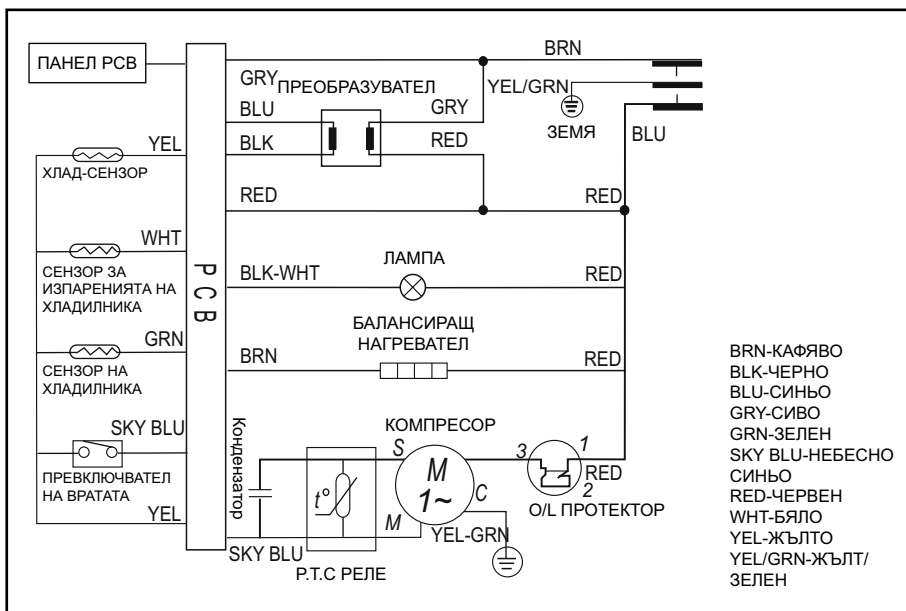 BRN
ПАНЕЛ PCB
GRY
ПРЕОБРАЗУВАТЕЛ
YEL/GRN
BLU
GRY
ЗЕМЯ
BLU
YEL
BLK
RED
ХЛАД-СЕНЗОР
RED
WHT
PCB
BLK-WHT
ЛАМПА
RED
СЕНЗОР ЗА
ИЗПАРЕНИЯТА НА
ХЛАДИЛНИКА
БАЛАНСИРАЩ
НАГРЕВАТЕЛ
GRN
BRN
RED
СЕНЗОР НА
ХЛАДИЛНИКА
SKY BLU
Кондензатор
КОМПРЕСОР
S
M
1~
C
M
3
1
2
RED
t°
ПРЕВКЛЮЧВАТЕЛ
НА ВРАТАТА
O/L ПРОТЕКТОР
YEL
YEL-GRN
SKY BLU
P.T.C РЕЛЕ
BRN-КАФЯВО
BLK-ЧЕРНО
BLU-СИНЬО
GRY-СИВО
GRN-ЗЕЛЕН
SKY BLU-НЕБЕСНО
СИНЬО
RED-ЧЕРВЕН
WHT-БЯЛО
YEL-ЖЪЛТО
YEL/GRN-ЖЪЛТ/
ЗЕЛЕН